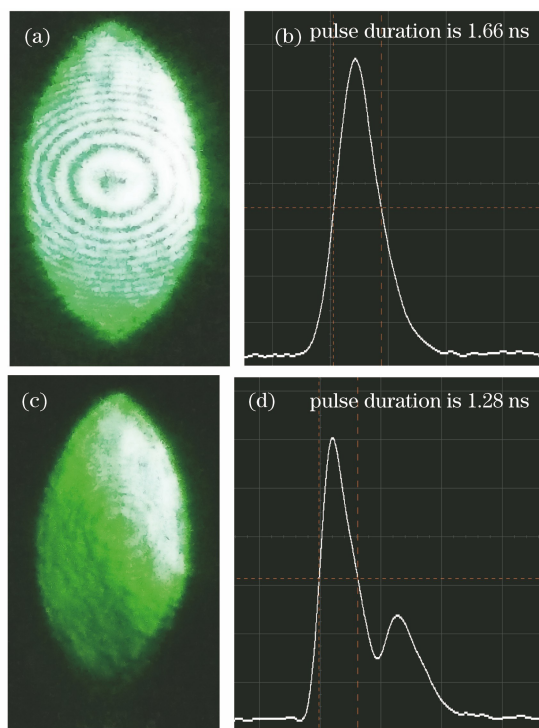 (a)
(b) pulse duration is 1.66 ns
(c)
(d) pulse duration is 1.28 ns